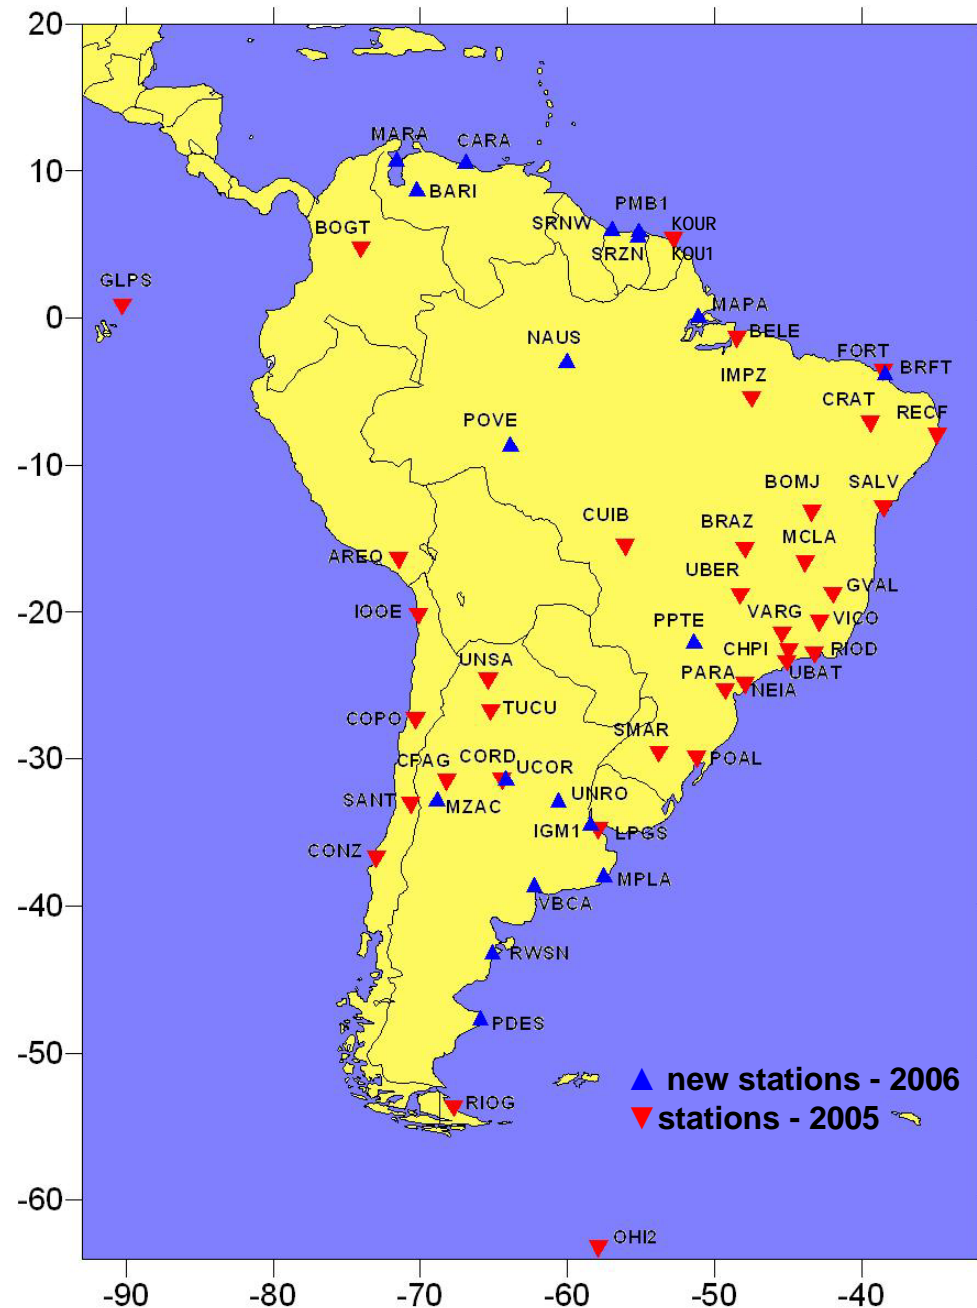 20
MARA
CARA
10
BARI
PMB1
BOGT
SRNW
KOUR
SRZN
KOU1
GLPS
MAPA
0
NAUS
BELE
FORT
BRFT
IMPZ
CRAT
RECF
POVE
-10
BOMJ
SALV
CUIB
BRAZ
MCLA
AREQ
UBER
GVAL
-20
IQQE
VARG
VICO
PPTE
CHPI
RIOD
UNSA
PARA
UBAT
NEIA
COPO
TUCU
SMAR
-30
CFAG
CORD
UCOR
POAL
SANT
MZAC
UNRO
IGM1
LPGS
CONZ
MPLA
-40
VBCA
RWSN
-50
PDES
new stations - 2006
RIOG
stations - 2005
-60
OHI2
-90
-80
-70
-60
-50
-40